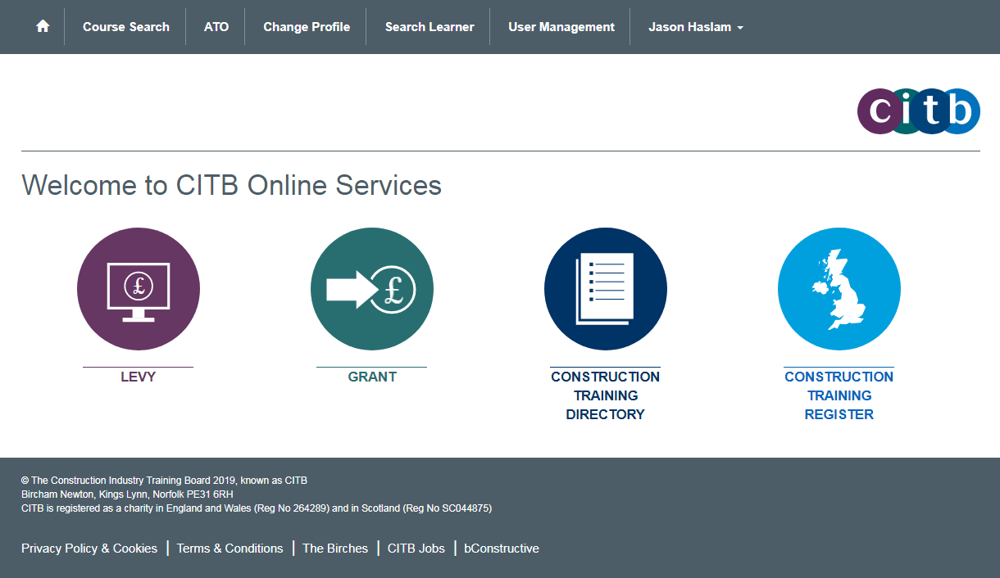 Course Search ATO Change Profile Search Learner User Management Jason Haslam
citb
Welcome to CITB Online Services
£ £
LEVY GRANT CONSTRUCTION TRAINING DIRECTORY CONSTRUCTION TRAINING REGISTER
© The Construction Industry Training Board 2019, known as CITB
Bircham Newton, Kings Lynn, Norfolk PE31 6RH
CITB is registered as a charity in England and Wales (Reg No 264289) and in Scotland (Reg No SC044875)
Privacy Policy & Cookies | Terms & Conditions | The Birches | CITB Jobs | bConstructive